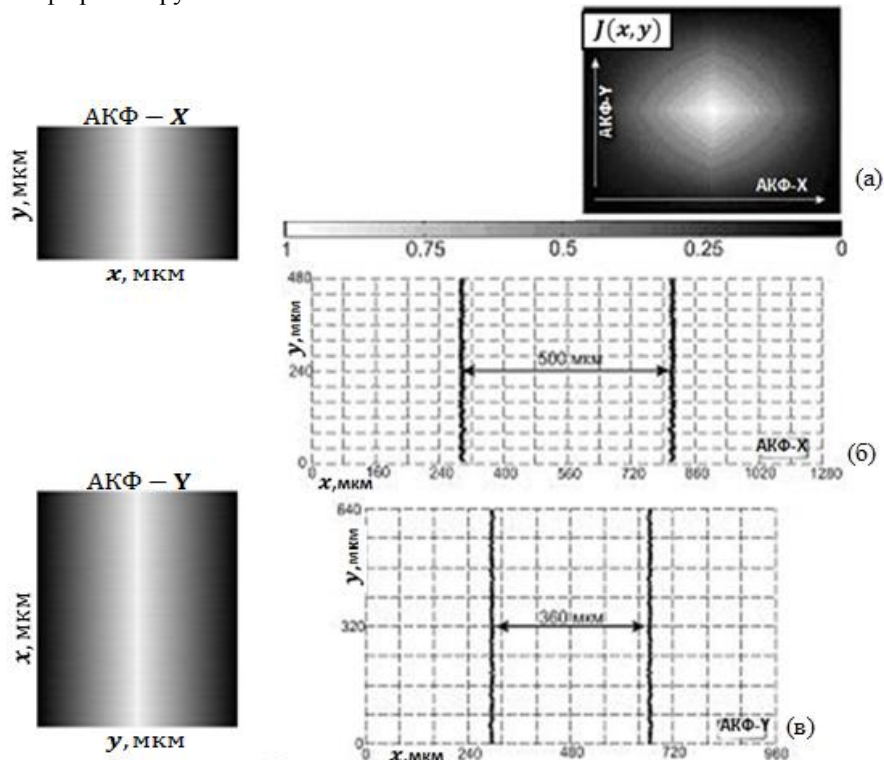 J(x, y)
АКФ-Y
АКФ-X
(а)
АКФ − X
y, мкм
x, мкм
1 0.75 0.5 0.25 0
480
240
0
y,мкм
500 мкм
АКФ-X
(б)
0 160 240 400 560 720 860 1020 1280
x,мкм
АКФ − Y
x, мкм
y, мкм
640
320
0
y,мкм
360 мкм
АКФ-Y
(в)
0 240 480 720 960
x,мкм